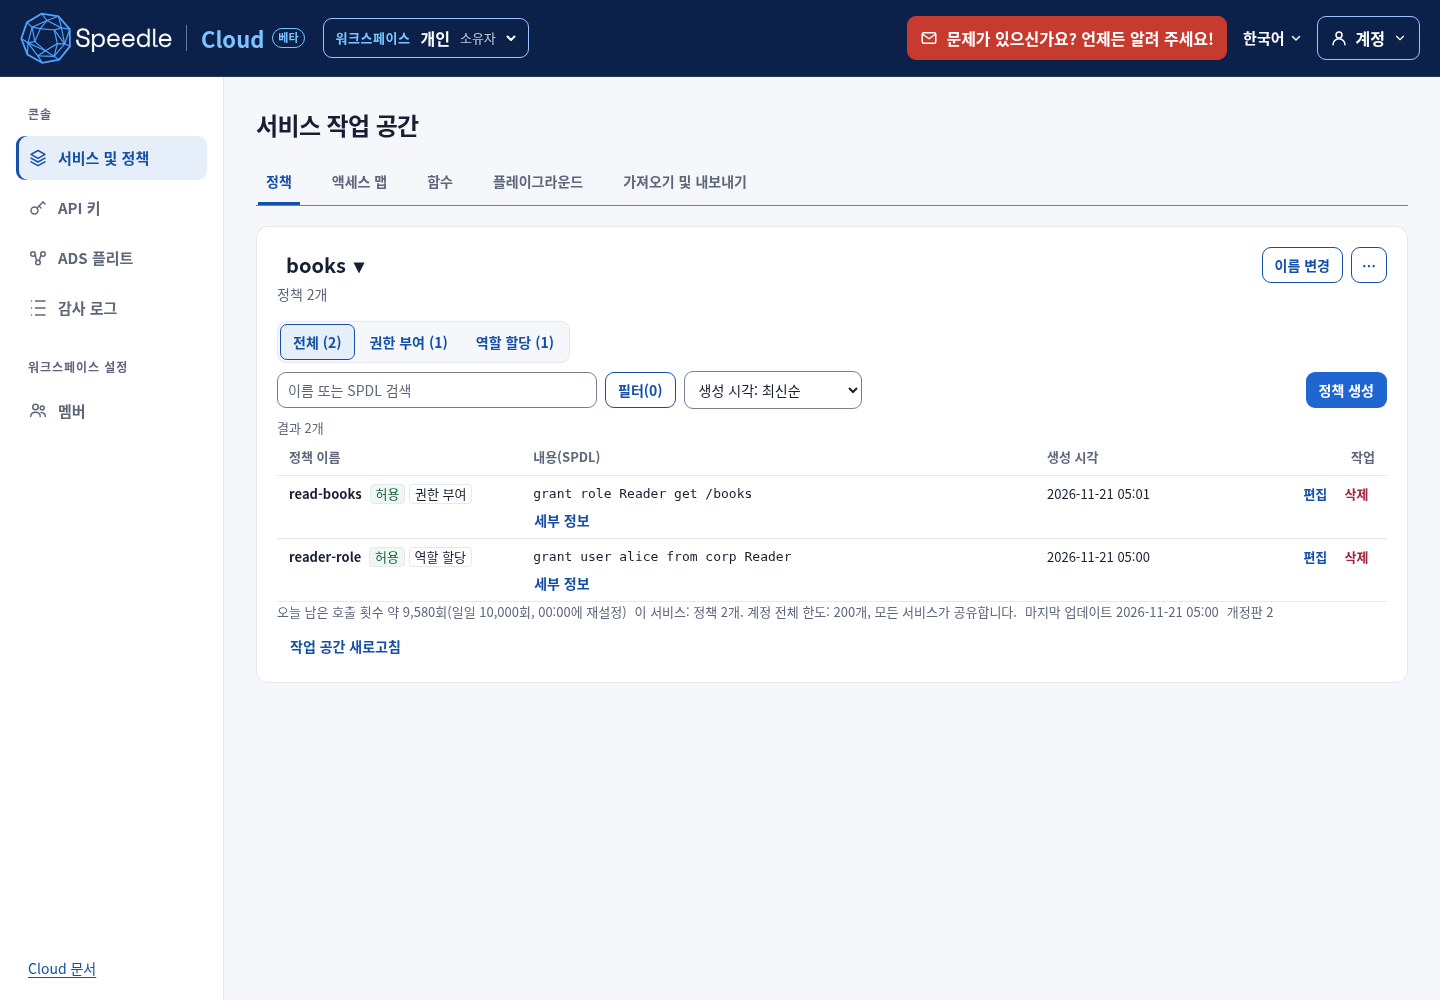 Speedle Cloud 베타 워크스페이스 개인 소유자 문제가 있으신가요? 언제든 알려 주세요! 한국어 계정
콘솔
서비스 및 정책
API 키
ADS 플리트
감사 로그
워크스페이스 설정
멤버
Cloud 문서
서비스 작업 공간
정책 액세스 맵 함수 플레이그라운드 가져오기 및 내보내기
books ▼ 이름 변경 ...
정책 2개
전체 (2) 권한 부여 (1) 역할 할당 (1)
이름 또는 SPDL 검색 필터(0) 생성 시각: 최신순 정책 생성
결과 2개
정책 이름 내용(SPDL) 생성 시각 작업
read-books 허용 권한 부여 grant role Reader get /books 2026-11-21 05:01 편집 삭제
세부 정보
reader-role 허용 역할 할당 grant user alice from corp Reader 2026-11-21 05:00 편집 삭제
세부 정보
오늘 남은 호출 횟수 약 9,580회(일일 10,000회, 00:00에 재설정) 이 서비스: 정책 2개. 계정 전체 한도: 200개, 모든 서비스가 공유합니다. 마지막 업데이트 2026-11-21 05:00 개정판 2
작업 공간 새로고침